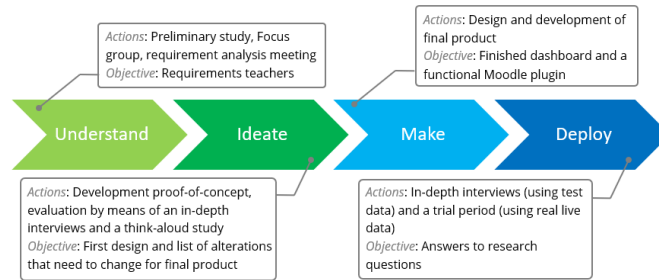 Actions: Preliminary study, Focus
group, requirement analysis meeting
Objective: Requirements teachers
Actions: Design and development of
final product
Objective: Finished dashboard and a
functional Moodle plugin
Understand
Ideate
Make
Deploy
Actions: Development proof-of-concept,
evaluation by means of an in-depth
interviews and a think-aloud study
Objective: First design and list of alterations
that need to change for final product
Actions: In-depth interviews (using test
data) and a trial period (using real live
data)
Objective: Answers to research
questions